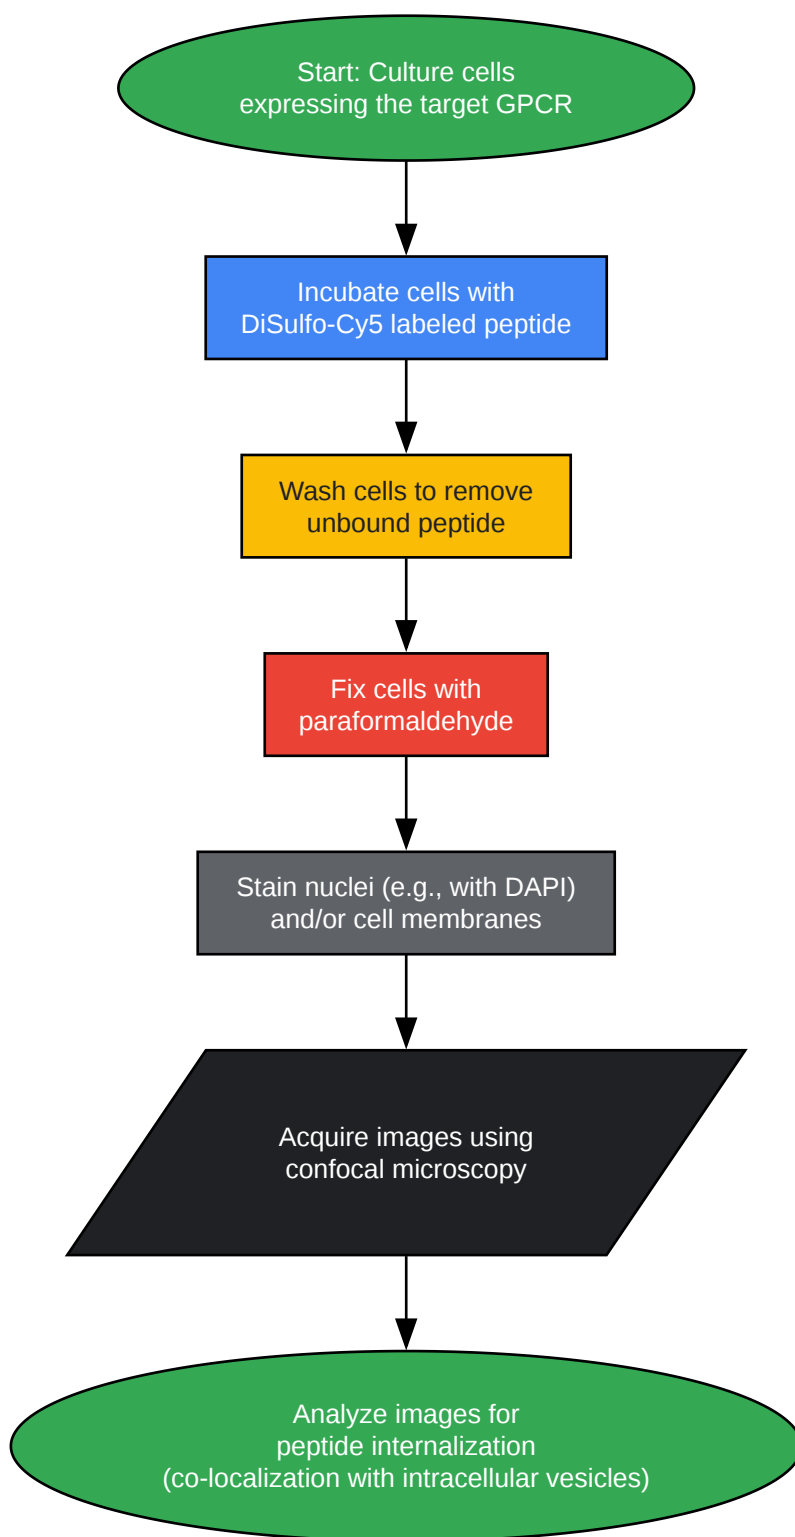 Start: Culture cells
expressing the target GPCR
Incubate cells with
DiSulfo-Cy5 labeled peptide
Wash cells to remove
unbound peptide
Fix cells with
paraformaldehyde
Stain nuclei (e.g., with DAPI)
and/or cell membranes
Acquire images using
confocal microscopy
Analyze images for
peptide internalization
(co-localization with intracellular vesicles)